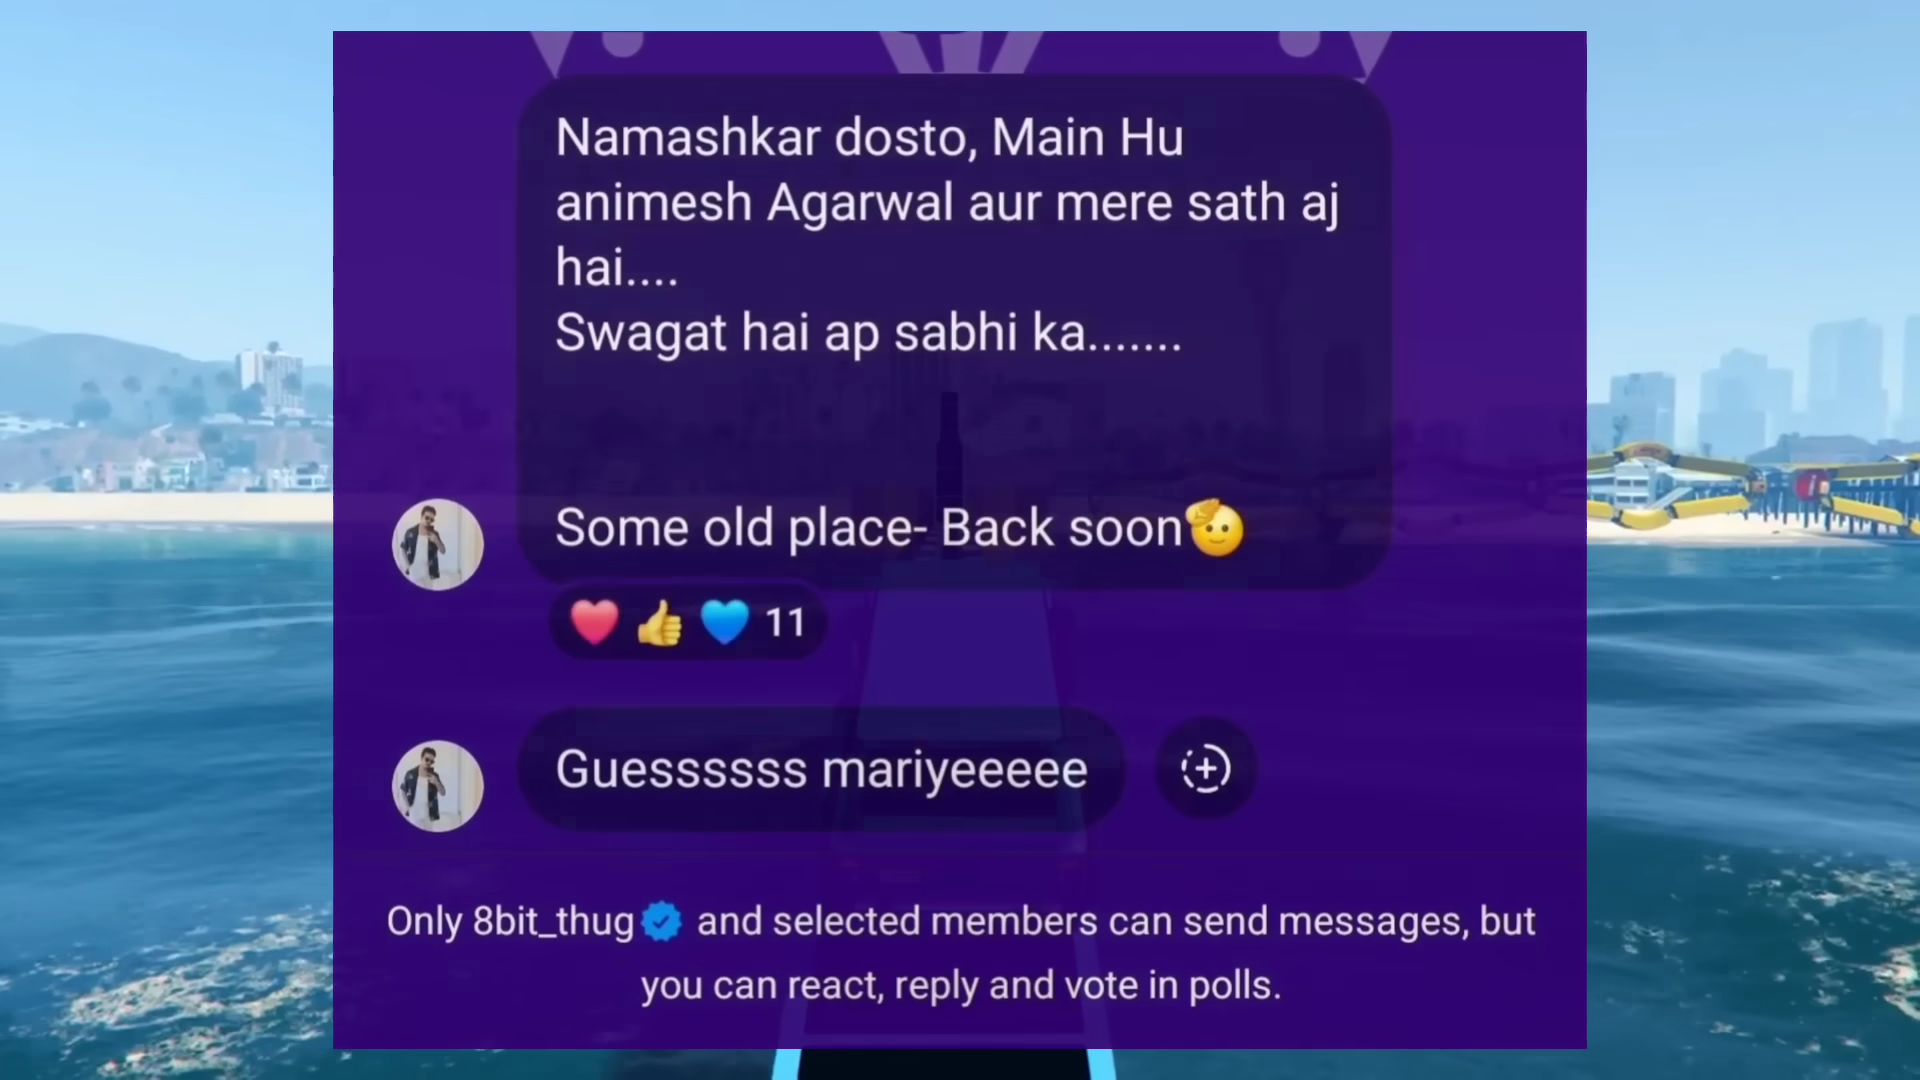 Namashkar dosto, Main Hu
animesh Agarwal aur mere sath aj
hai....
Swagat hai ap sabhi ka.......
Some old place- Back soon🫡
❤️ 👍 💙 11
Guessssss mariyeeeee
Only 8bit_thug and selected members can send messages, but
you can react, reply and vote in polls.